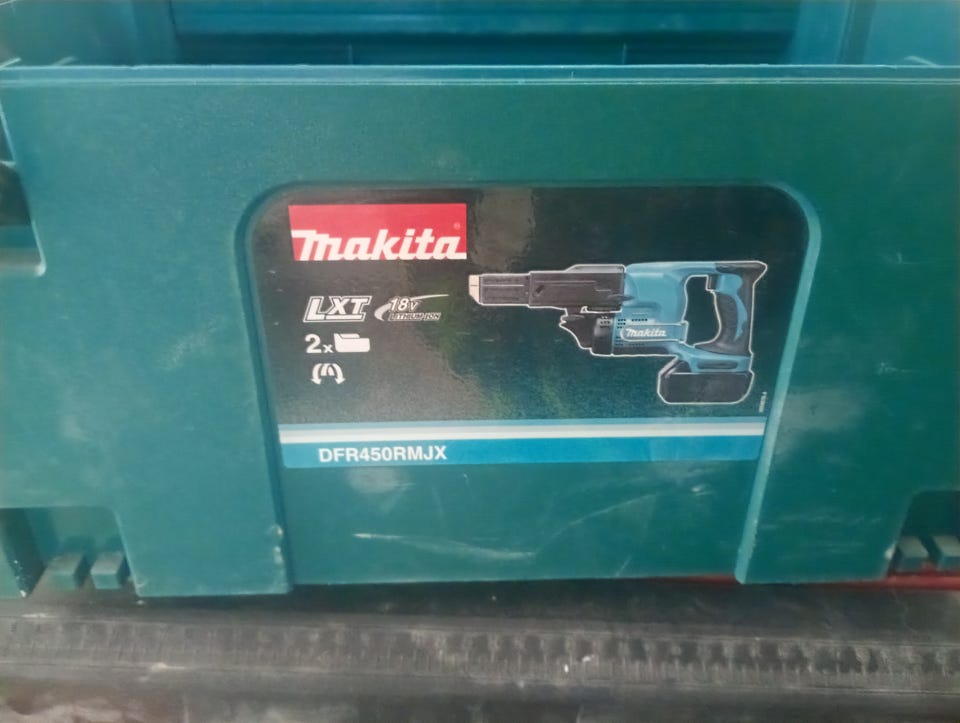 makita®
LXT 18V
LITHIUM-ION
2x
makita
DFR450RMJX